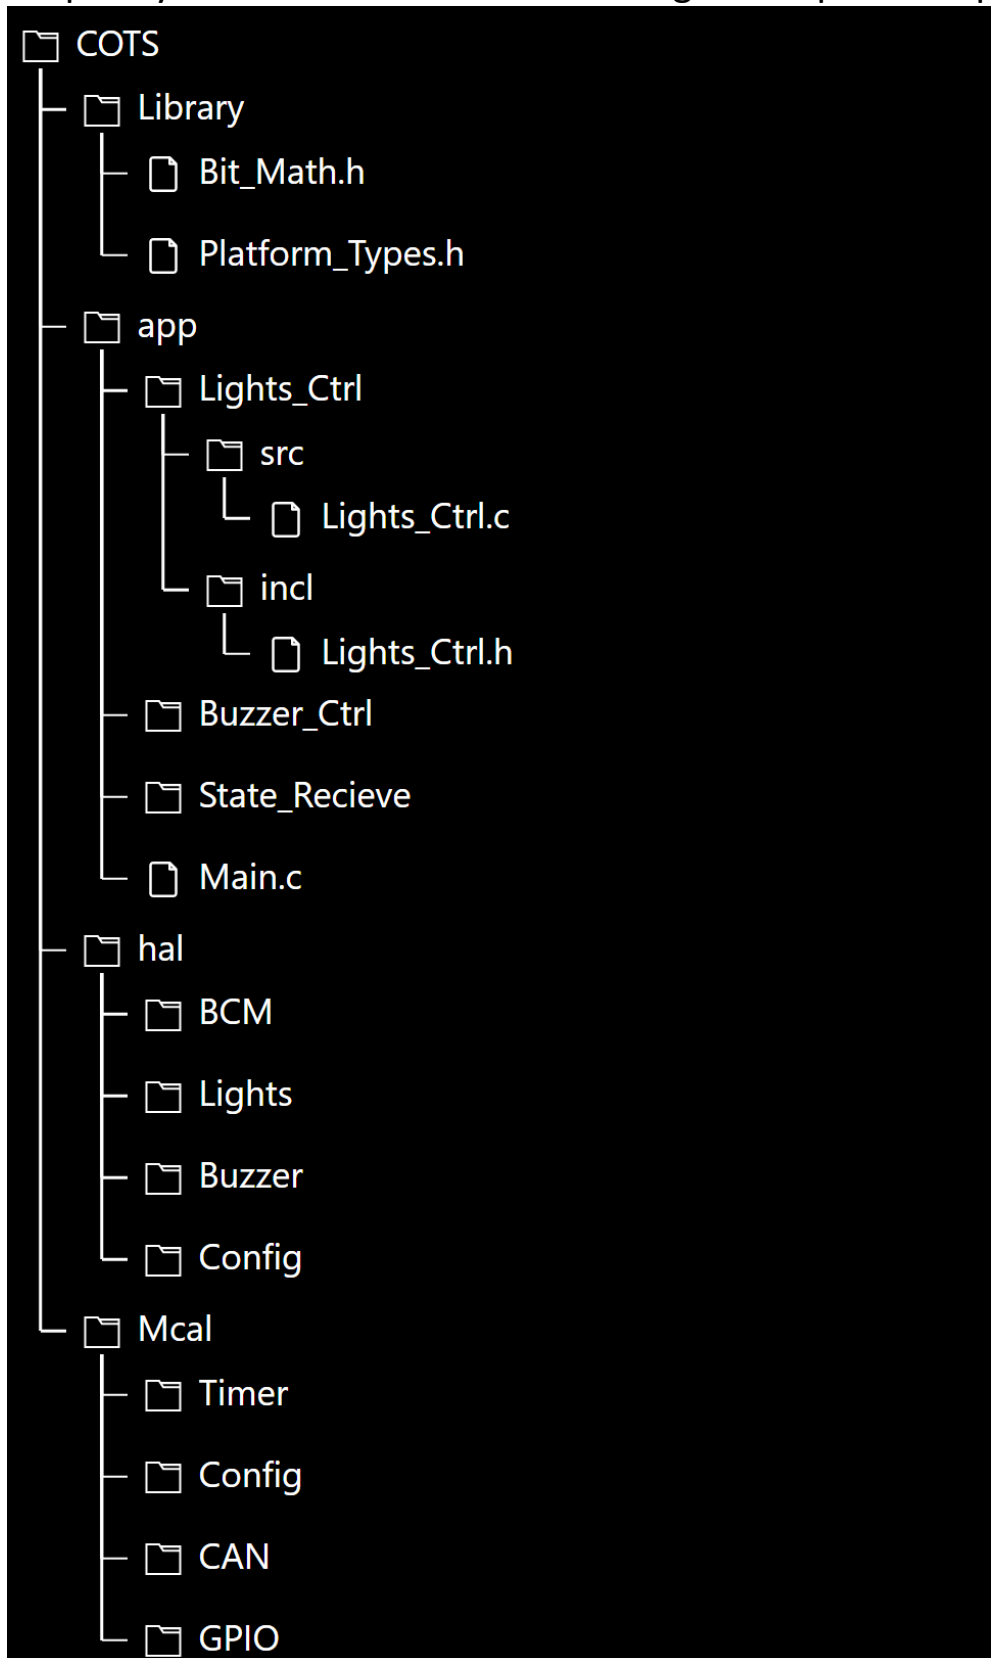 COTS
Library
Bit_Math.h
Platform_Types.h
app
Lights_Ctrl
src
Lights_Ctrl.c
incl
Lights_Ctrl.h
Buzzer_Ctrl
State_Recieve
Main.c
hal
BCM
Lights
Buzzer
Config
Mcal
Timer
Config
CAN
GPIO